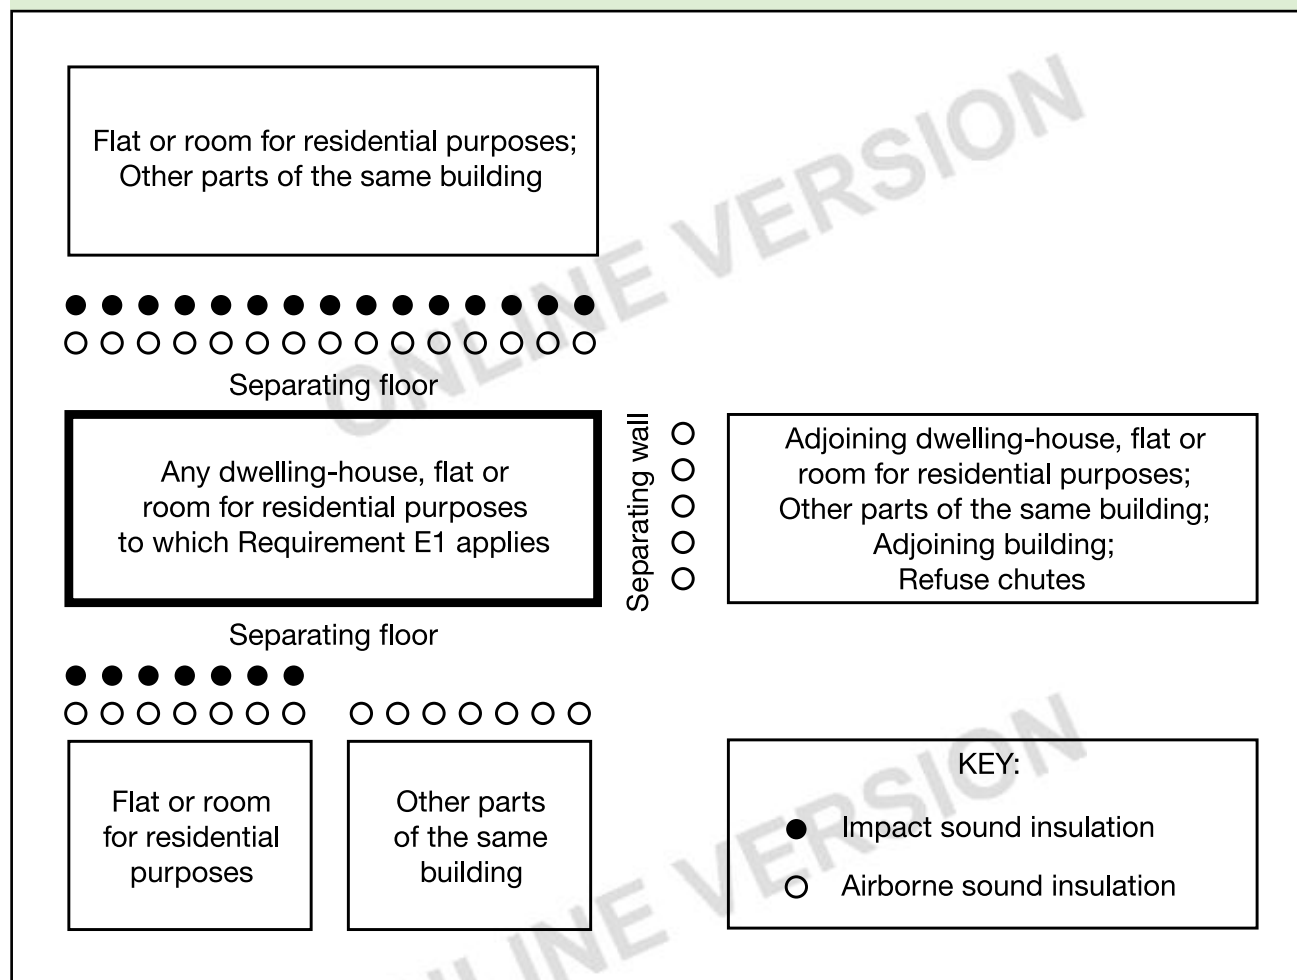 Flat or room for residential purposes;
Other parts of the same building
ONLINE VERSION
Separating floor
Any dwelling-house, flat or
room for residential purposes
to which Requirement E1 applies
Separating wall
Adjoining dwelling-house, flat or
room for residential purposes;
Other parts of the same building;
Adjoining building;
Refuse chutes
Separating floor
Flat or room
for residential
purposes
Other parts
of the same
building
KEY:
Impact sound insulation
Airborne sound insulation
ONLINE VERSION